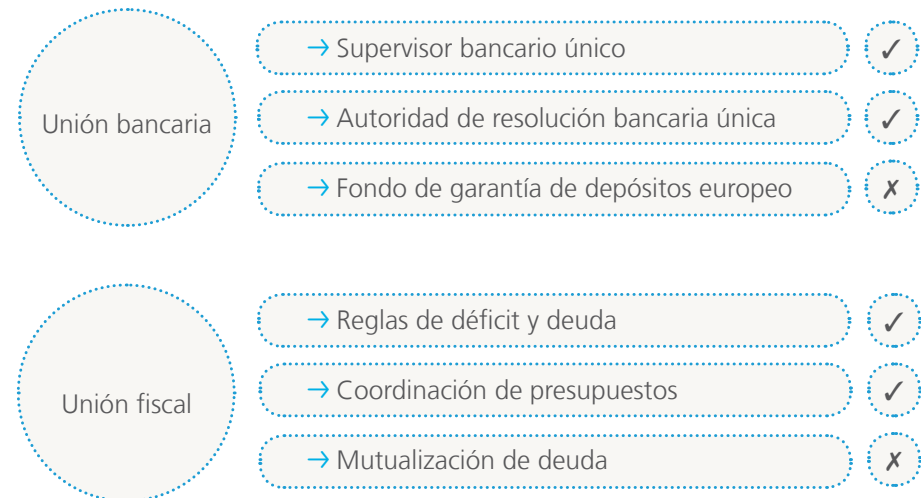 Unión bancaria
→ Supervisor bancario único ✓
→ Autoridad de resolución bancaria única ✓
→ Fondo de garantía de depósitos europeo ✗
Unión fiscal
→ Reglas de déficit y deuda ✓
→ Coordinación de presupuestos ✓
→ Mutualización de deuda ✗